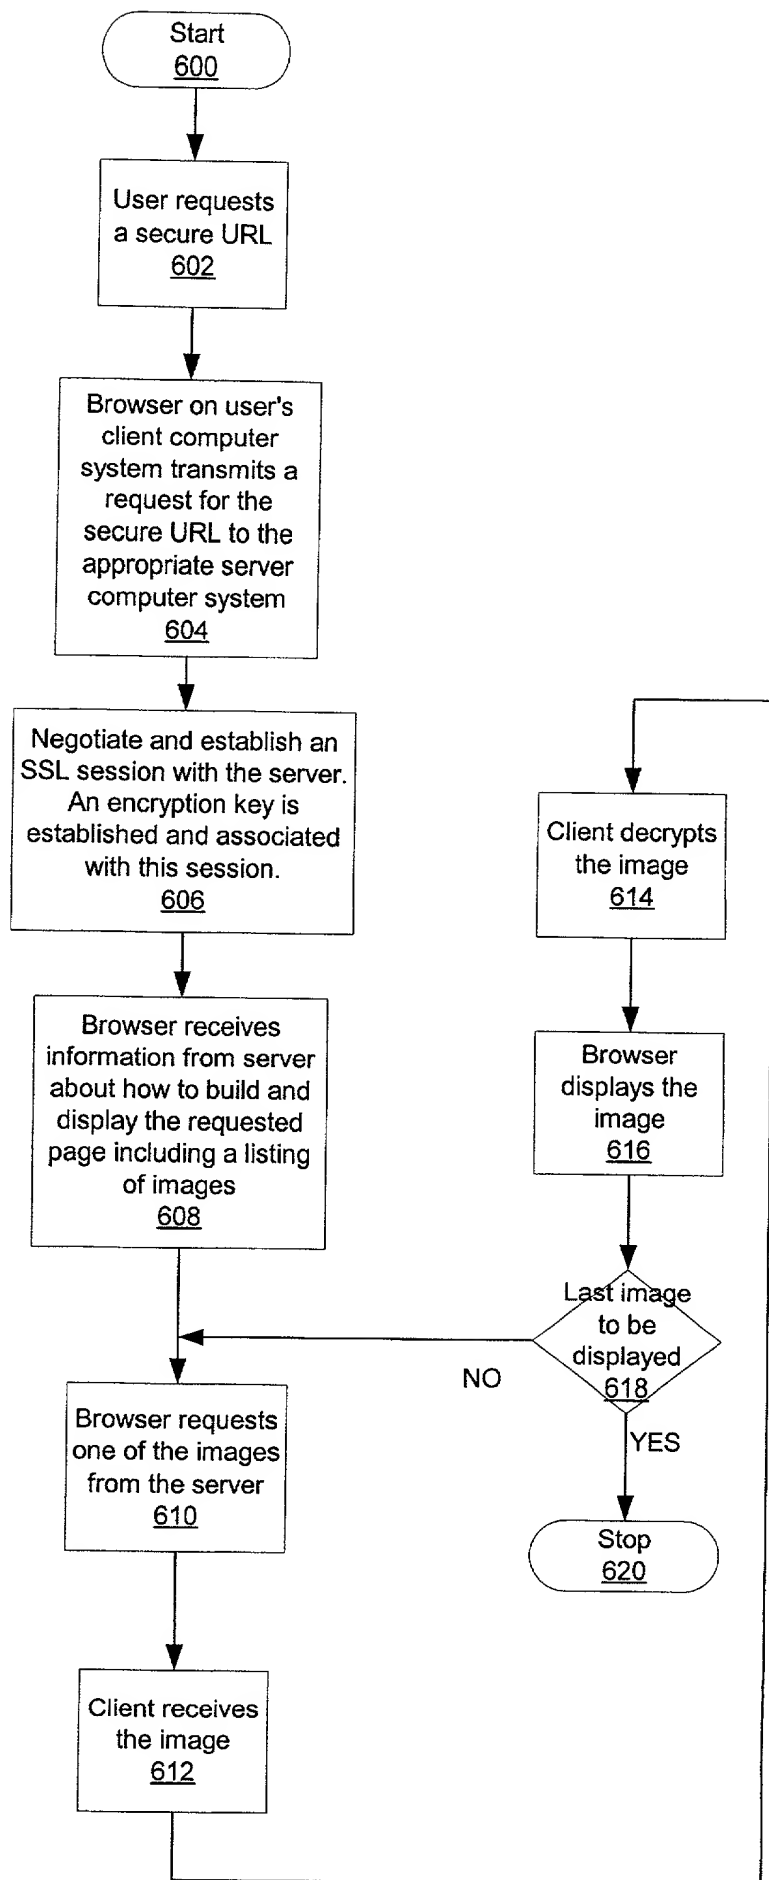 Start
600
User requests
a secure URL
602
Browser on user's
client computer
system transmits a
request for the
secure URL to the
appropriate server
computer system
604
Negotiate and establish an
SSL session with the server.
An encryption key is
established and associated
with this session.
606
Browser receives
information from server
about how to build and
display the requested
page including a listing
of images
608
Browser requests
one of the images
from the server
610
Client receives
the image
612
Client decrypts
the image
614
Browser
displays the
image
616
Last image
to be
displayed
618
NO
YES
Stop
620